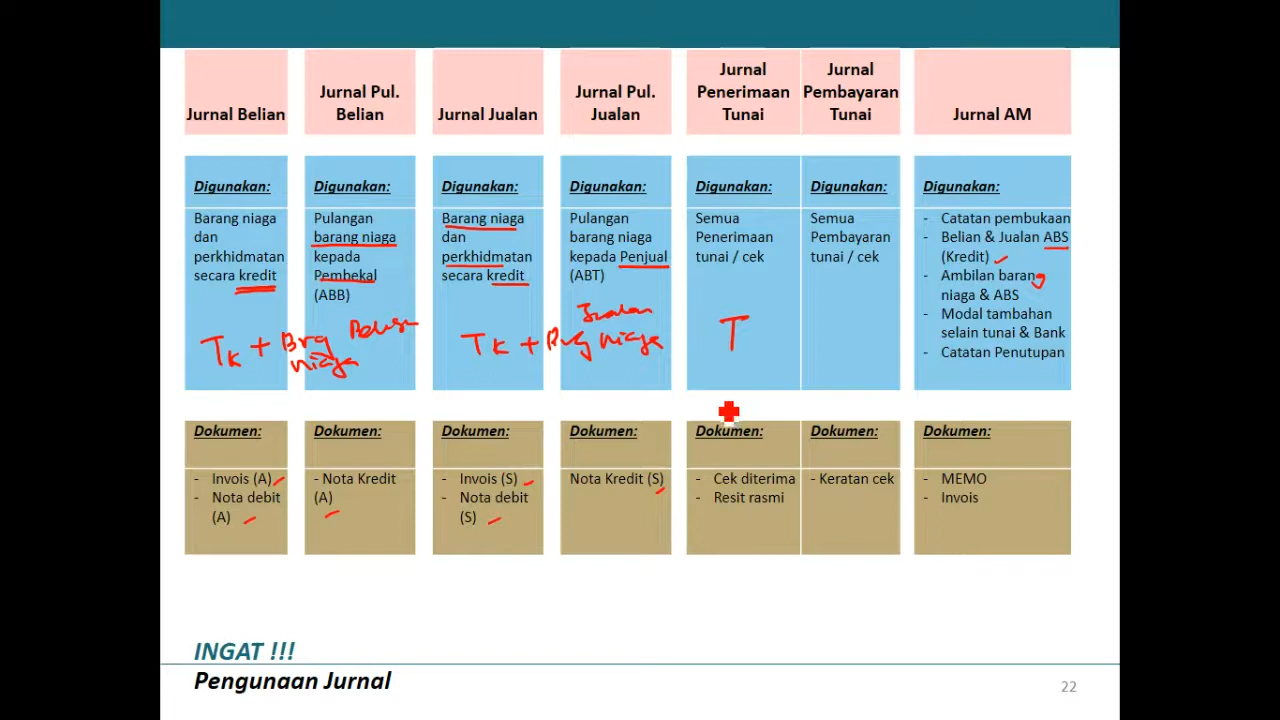 Jurnal Belian
Jurnal Pul.
Belian
Jurnal Jualan
Jurnal Pul.
Jualan
Jurnal
Penerimaan
Tunai
Jurnal
Pembayaran
Tunai
Jurnal AM
Digunakan:
Barang niaga
dan
perkhidmatan
secara kredit
Digunakan:
Pulangan
barang niaga
kepada
Pembekal
(ABB)
Digunakan:
Barang niaga
dan
perkhidmatan
secara kredit
Digunakan:
Pulangan
barang niaga
kepada Penjual
(ABT)
Digunakan:
Semua
Penerimaan
tunai / cek
Digunakan:
Semua
Pembayaran
tunai / cek
Digunakan:
- Catatan pembukaan
- Belian & Jualan ABS
(Kredit)
- Ambilan barang
niaga & ABS
- Modal tambahan
selain tunai & Bank
- Catatan Penutupan
TK + Brg
niaga
Jualan
TK + Brg niaga
T
Dokumen:
- Invois (A)
- Nota debit
(A)
Dokumen:
- Nota Kredit
(A)
Dokumen:
- Invois (S)
- Nota debit
(S)
Dokumen:
Nota Kredit (S)
Dokumen:
- Cek diterima
- Resit rasmi
Dokumen:
- Keratan cek
Dokumen:
- MEMO
- Invois
INGAT !!!
Pengunaan Jurnal
22